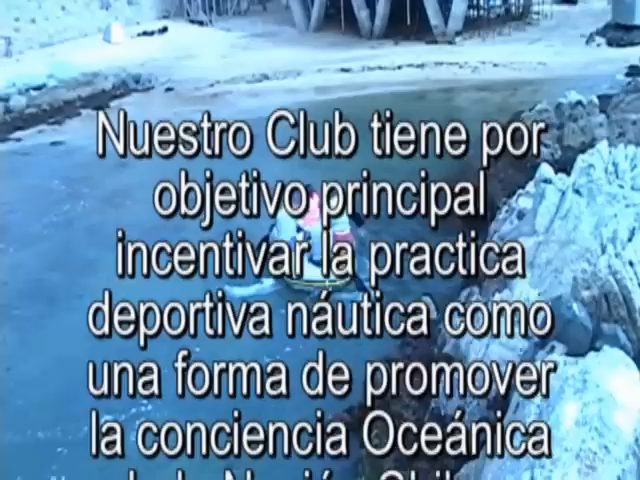 Nuestro Club tiene por
objetivo principal
incentivar la practica
deportiva náutica como
una forma de promover
la conciencia Oceánica